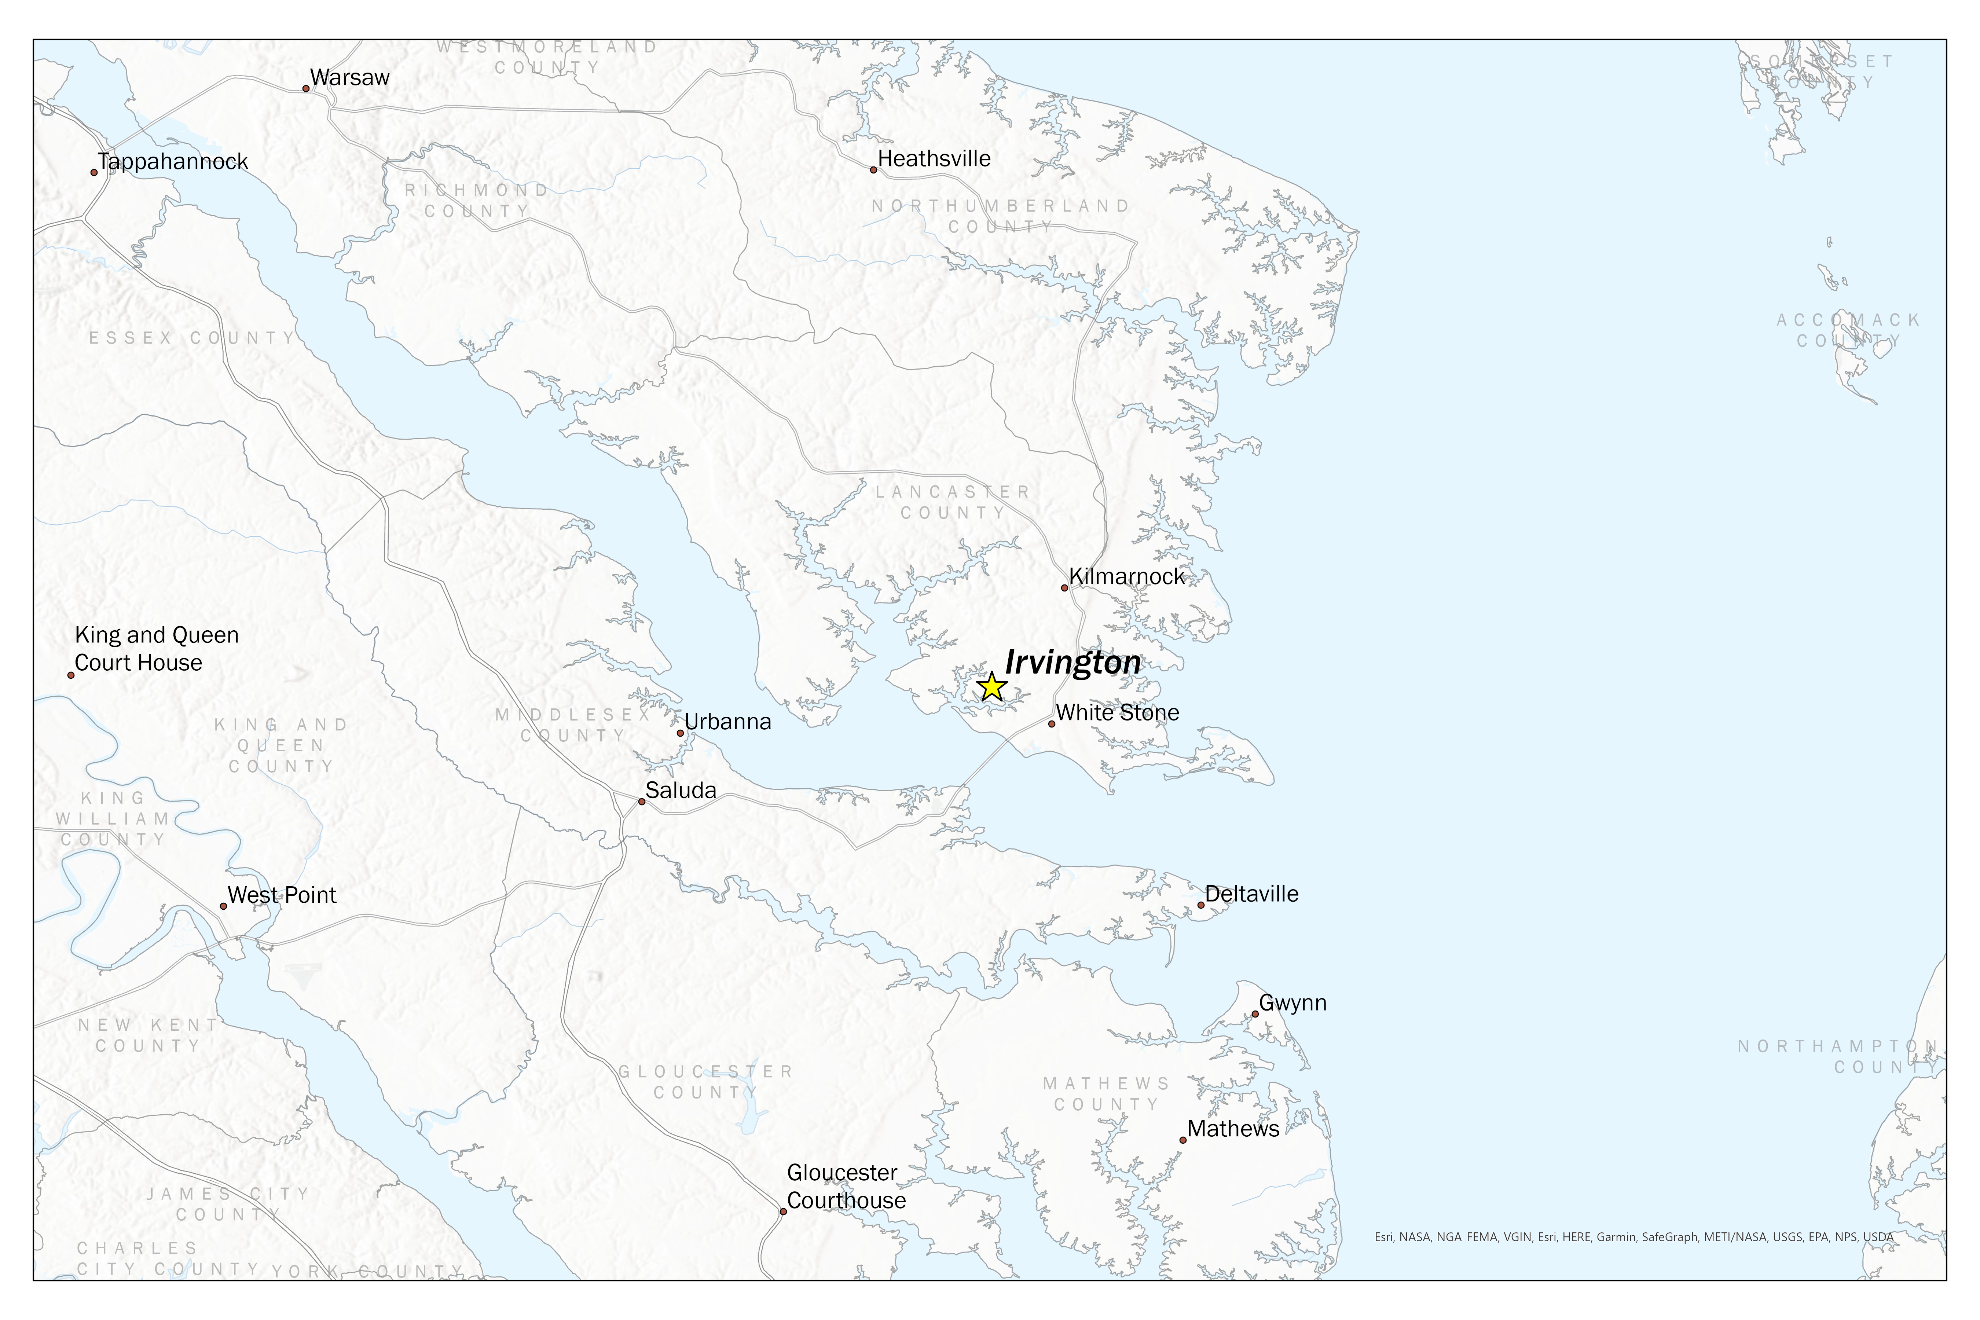 WESTMORELAND
COUNTY
SOMERSET
COUNTY
Warsaw
Tappahannock
Heathsville
RICHMOND
COUNTY
NORTHUMBERLAND
COUNTY
ESSEX COUNTY
ACCOMACK
COUNTY
LANCASTER
COUNTY
Kilmarnock
King and Queen
Court House
Irvington
White Stone
MIDDLESEX
COUNTY
Urbanna
KING AND
QUEEN
COUNTY
Saluda
KING
WILLIAM
COUNTY
West Point
Deltaville
Gwynn
NEW KENT
COUNTY
NORTHAMPTON
COUNTY
GLOUCESTER
COUNTY
MATHEWS
COUNTY
Mathews
Gloucester
Courthouse
JAMES CITY
COUNTY
CHARLES
CITY COUNTY
YORK COUNTY
Esri, NASA, NGA FEMA, VGIN, Esri, HERE, Garmin, SafeGraph, METI/NASA, USGS, EPA, NPS, USDA